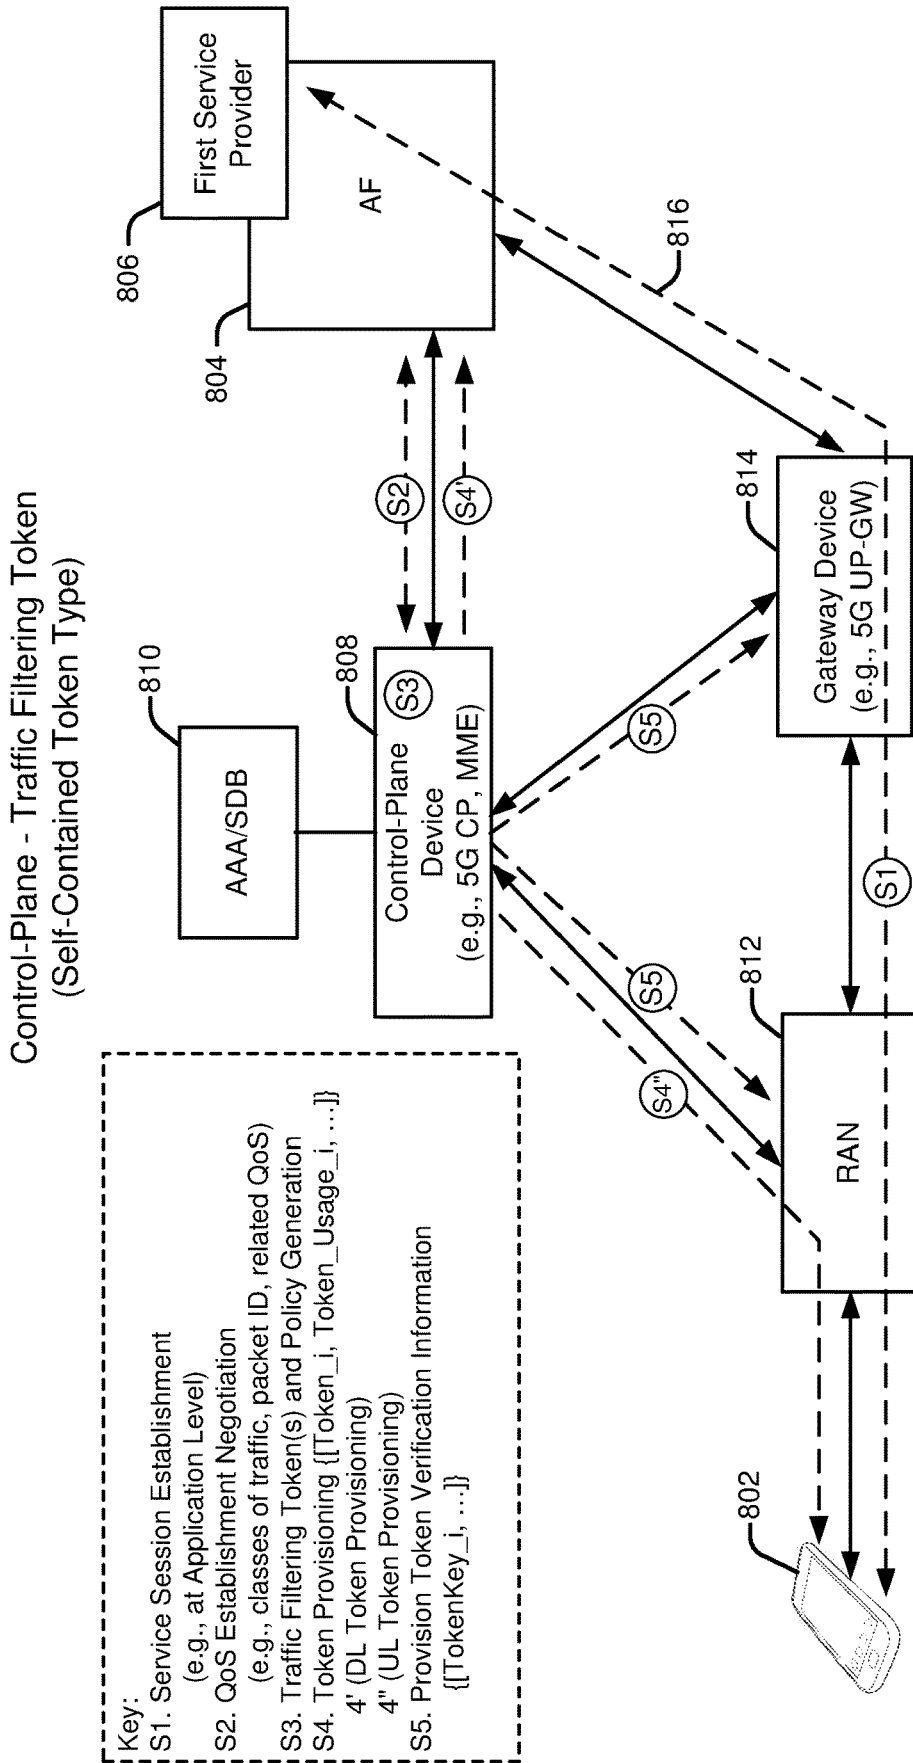 Control-Plane - Traffic Filtering Token
(Self-Contained Token Type)
Key:
S1. Service Session Establishment
(e.g., at Application Level)
S2. QoS Establishment Negotiation
(e.g., classes of traffic, packet ID, related QoS)
S3. Traffic Filtering Token(s) and Policy Generation
S4. Token Provisioning {[Token_i, Token_Usage_i, ...]}
4' (DL Token Provisioning)
4" (UL Token Provisioning)
S5. Provision Token Verification Information
{[TokenKey_i, ...]}
810
AAA/SDB
808
Control-Plane
Device
(e.g., 5G CP, MME)
S3
S2
S4'
806
First Service
Provider
804
AF
816
S5
S5
S4"
814
Gateway Device
(e.g., 5G UP-GW)
812
RAN
S1
802